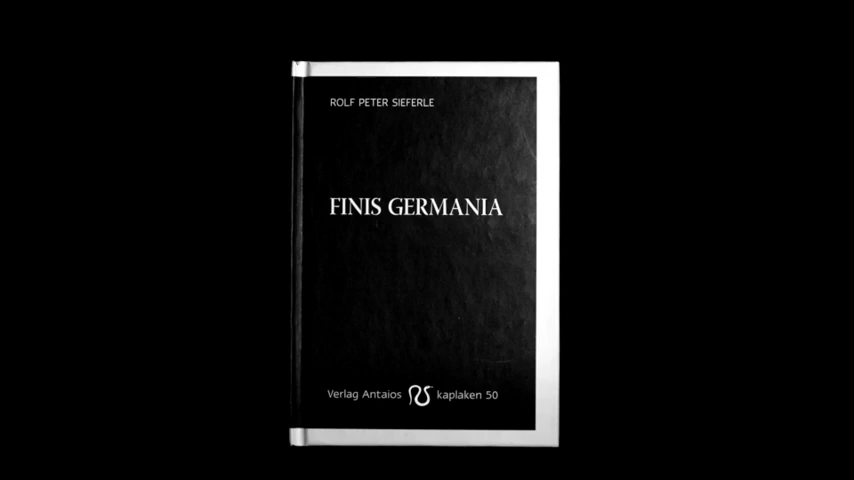 ROLF PETER SIEFERLE
FINIS GERMANIA
Verlag Antaios kaplaken 50